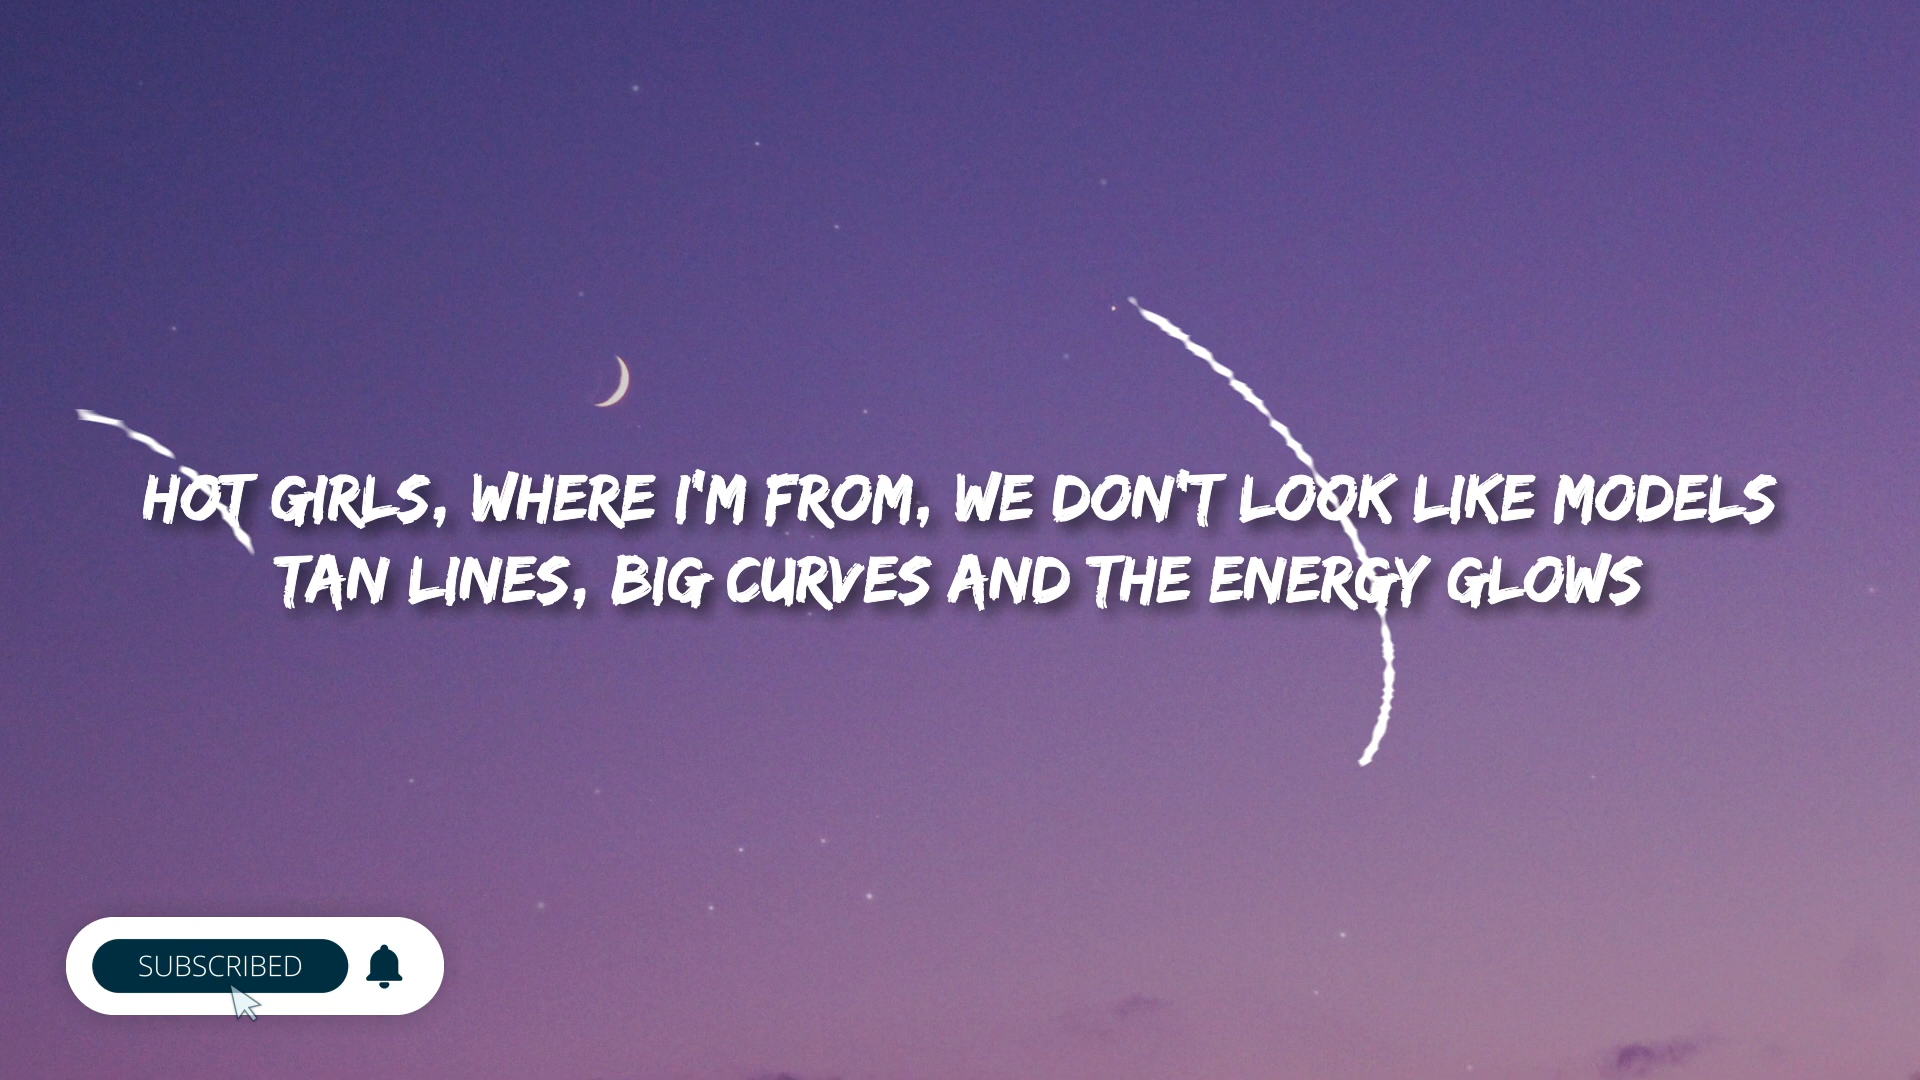 HOT GIRLS, WHERE I'M FROM, WE DON'T LOOK LIKE MODELS
TAN LINES, BIG CURVES AND THE ENERGY GLOWS
SUBSCRIBED